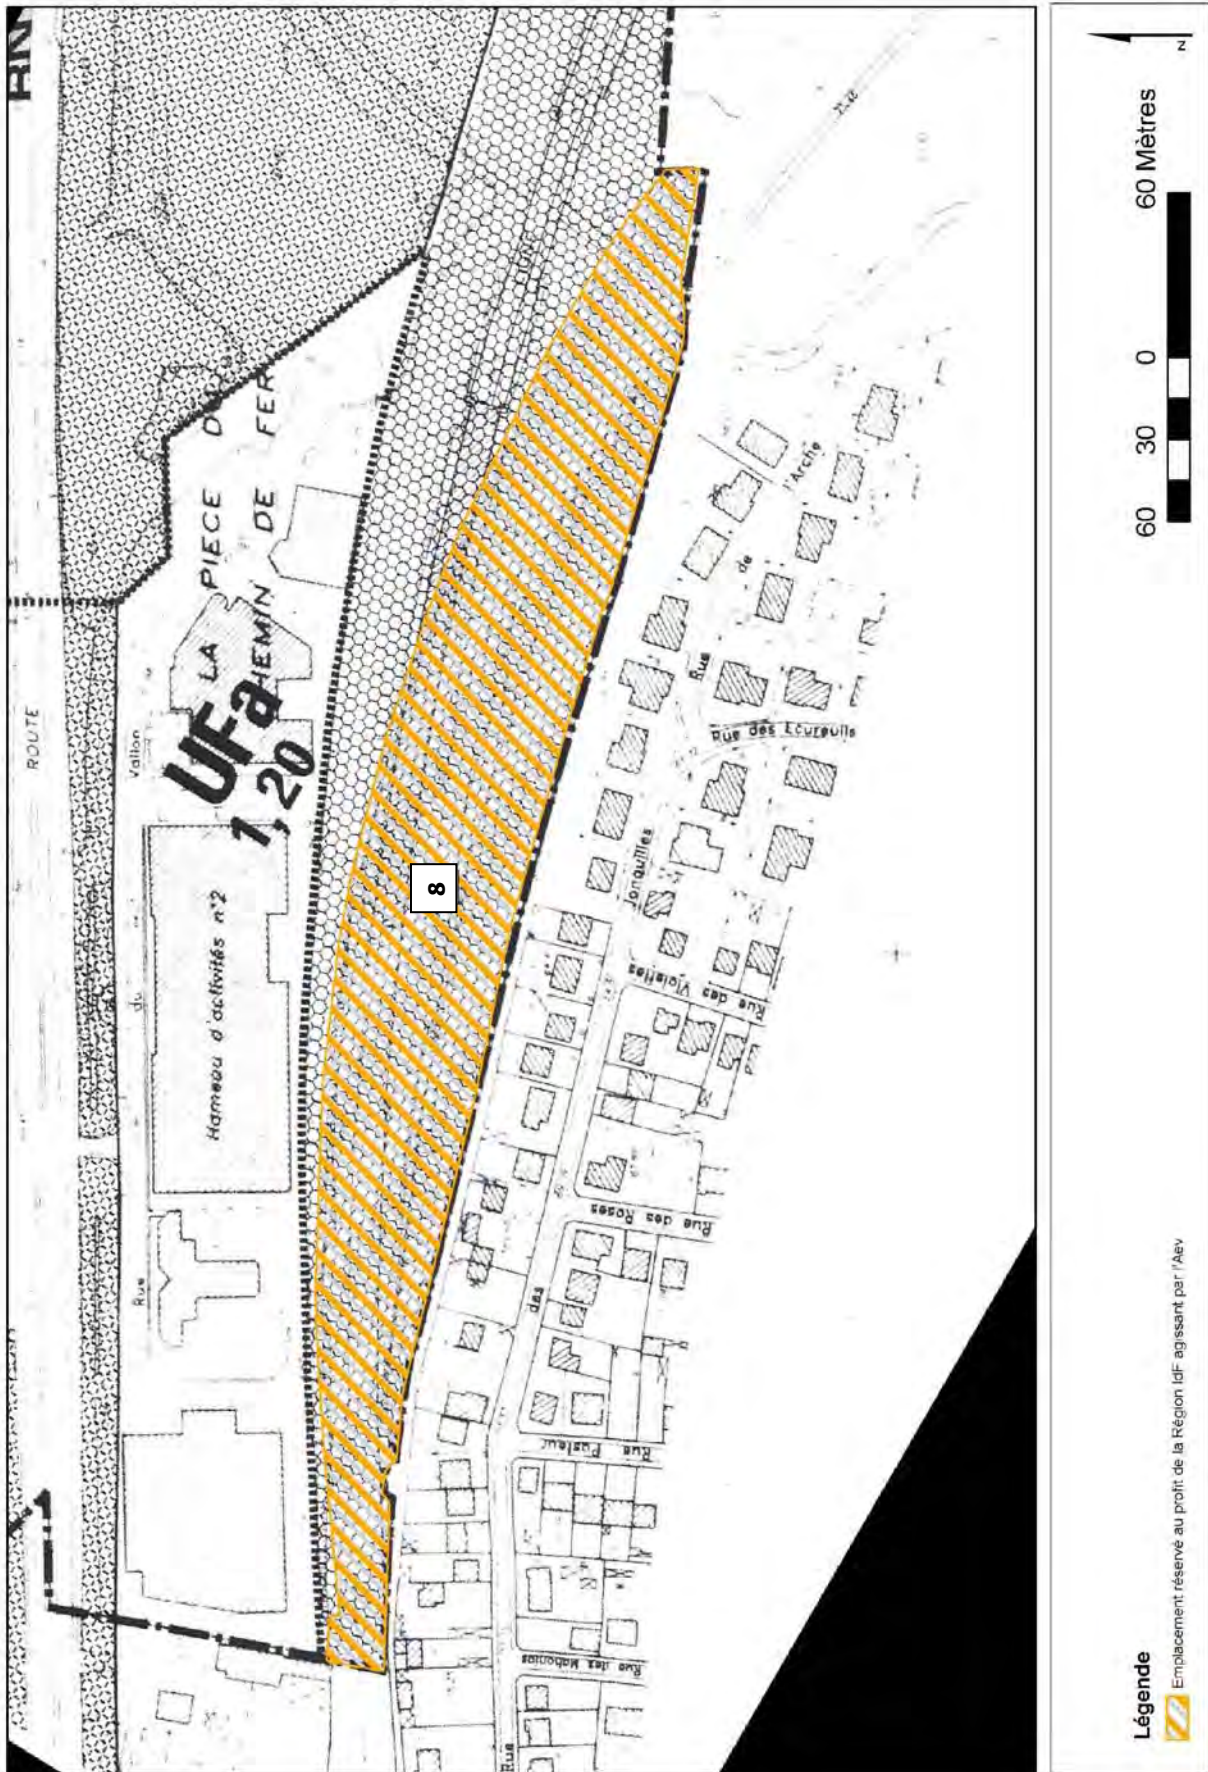 RN
ROUTE
Vallon
du
Rue
LA PIECE D
HEMIN DE FER
UFa
1,20
Hameau d'activités n°2
8
Rue de l'Arche
Rue des Ecureuils
Jonquilles
Rue des Violettes
Rue des Roses
des
Rue Pasteur
Rue des Mahonias
Rue
60 30 0 60 Mètres
Légende
Emplacement réservé au profit de la Région IdF agissant par l'Aev